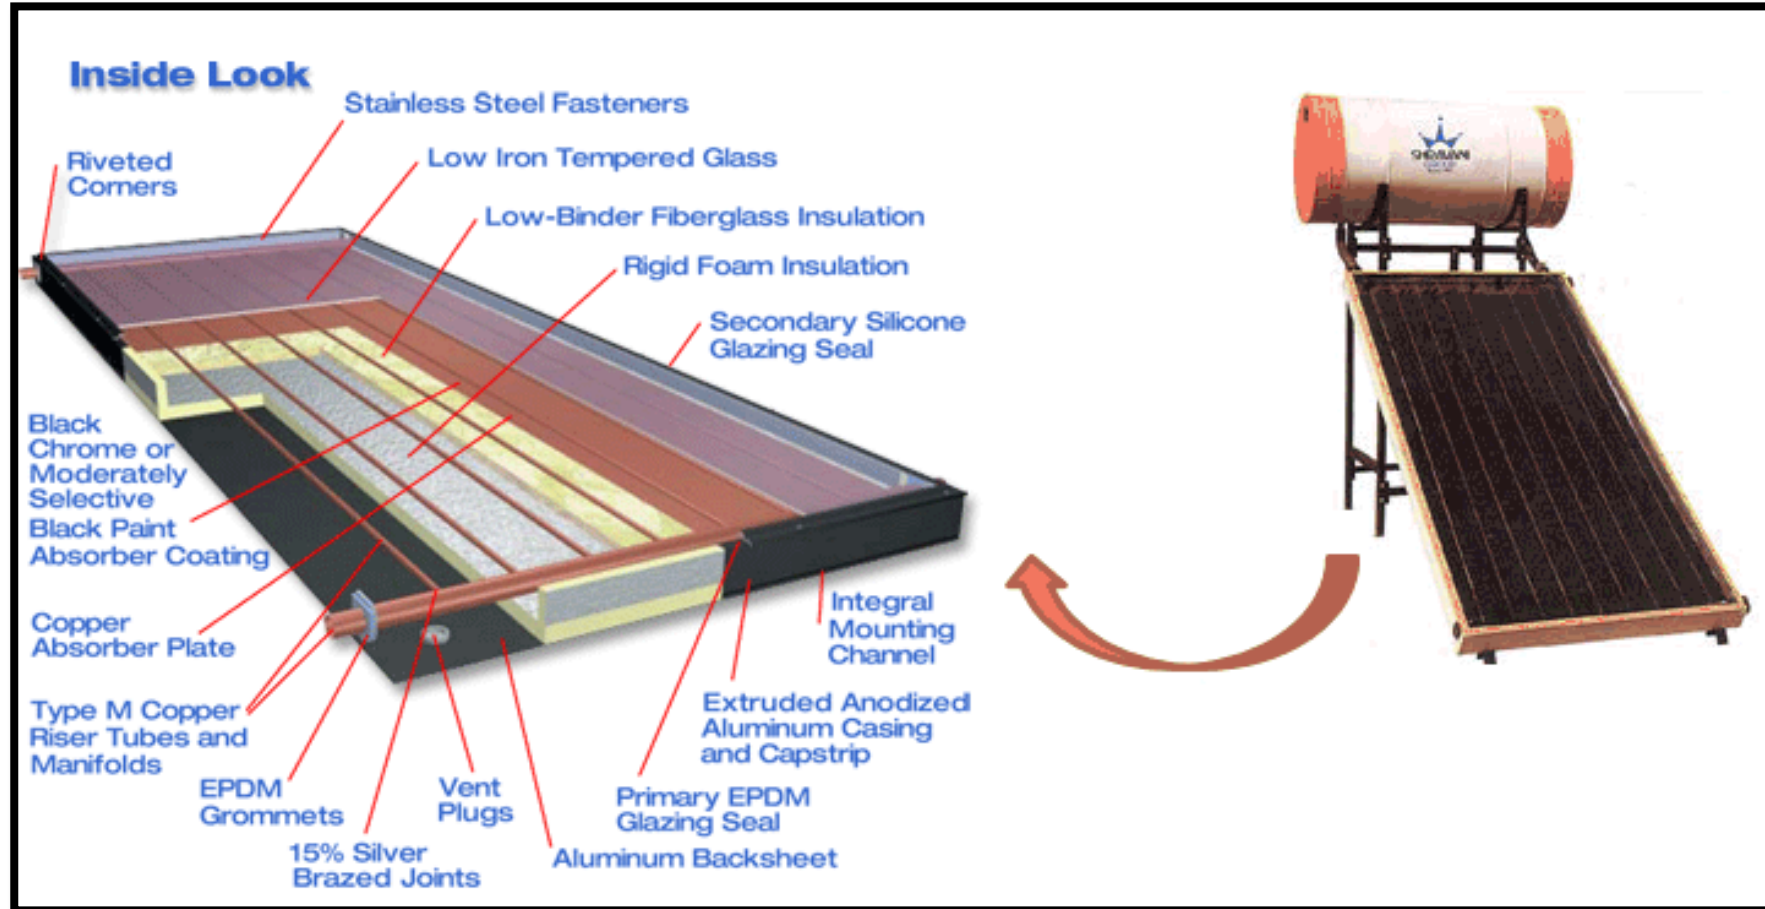 Inside Look
Stainless Steel Fasteners
Riveted
Corners
Low Iron Tempered Glass
Low-Binder Fiberglass Insulation
Rigid Foam Insulation
Secondary Silicone
Glazing Seal
Black
Chrome or
Moderately
Selective
Black Paint
Absorber Coating
Copper
Absorber Plate
Type M Copper
Riser Tubes and
Manifolds
EPDM
Grommets
15% Silver
Brazed Joints
Vent
Plugs
Aluminum Backsheet
Primary EPDM
Glazing Seal
Extruded Anodized
Aluminum Casing
and Capstrip
Integral
Mounting
Channel